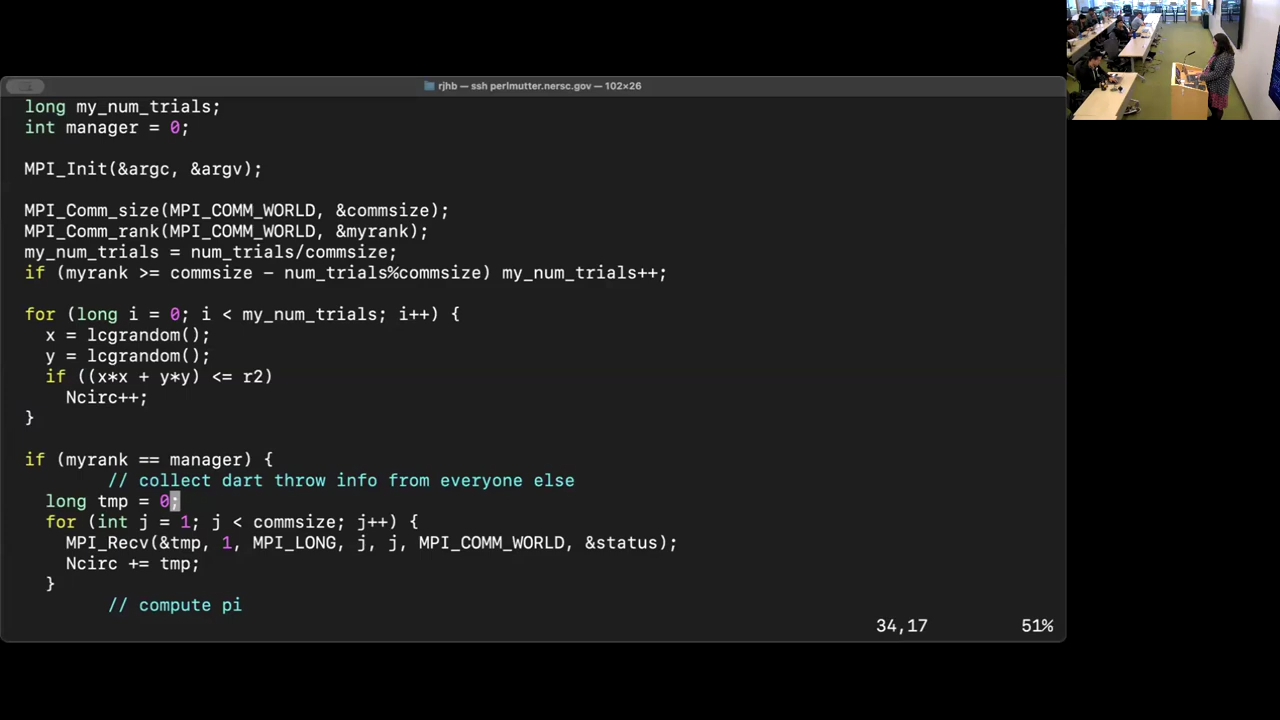 rjhb — ssh perlmutter.nersc.gov — 102×26
long my_num_trials;
int manager = 0;
MPI_Init(&argc, &argv);
MPI_Comm_size(MPI_COMM_WORLD, &commsize);
MPI_Comm_rank(MPI_COMM_WORLD, &myrank);
my_num_trials = num_trials/commsize;
if (myrank >= commsize - num_trials%commsize) my_num_trials++;
for (long i = 0; i < my_num_trials; i++) {
x = lcgrandom();
y = lcgrandom();
if ((x*x + y*y) <= r2)
Ncirc++;
}
if (myrank == manager) {
// collect dart throw info from everyone else
long tmp = 0;
for (int j = 1; j < commsize; j++) {
MPI_Recv(&tmp, 1, MPI_LONG, j, j, MPI_COMM_WORLD, &status);
Ncirc += tmp;
}
// compute pi
34,17 51%